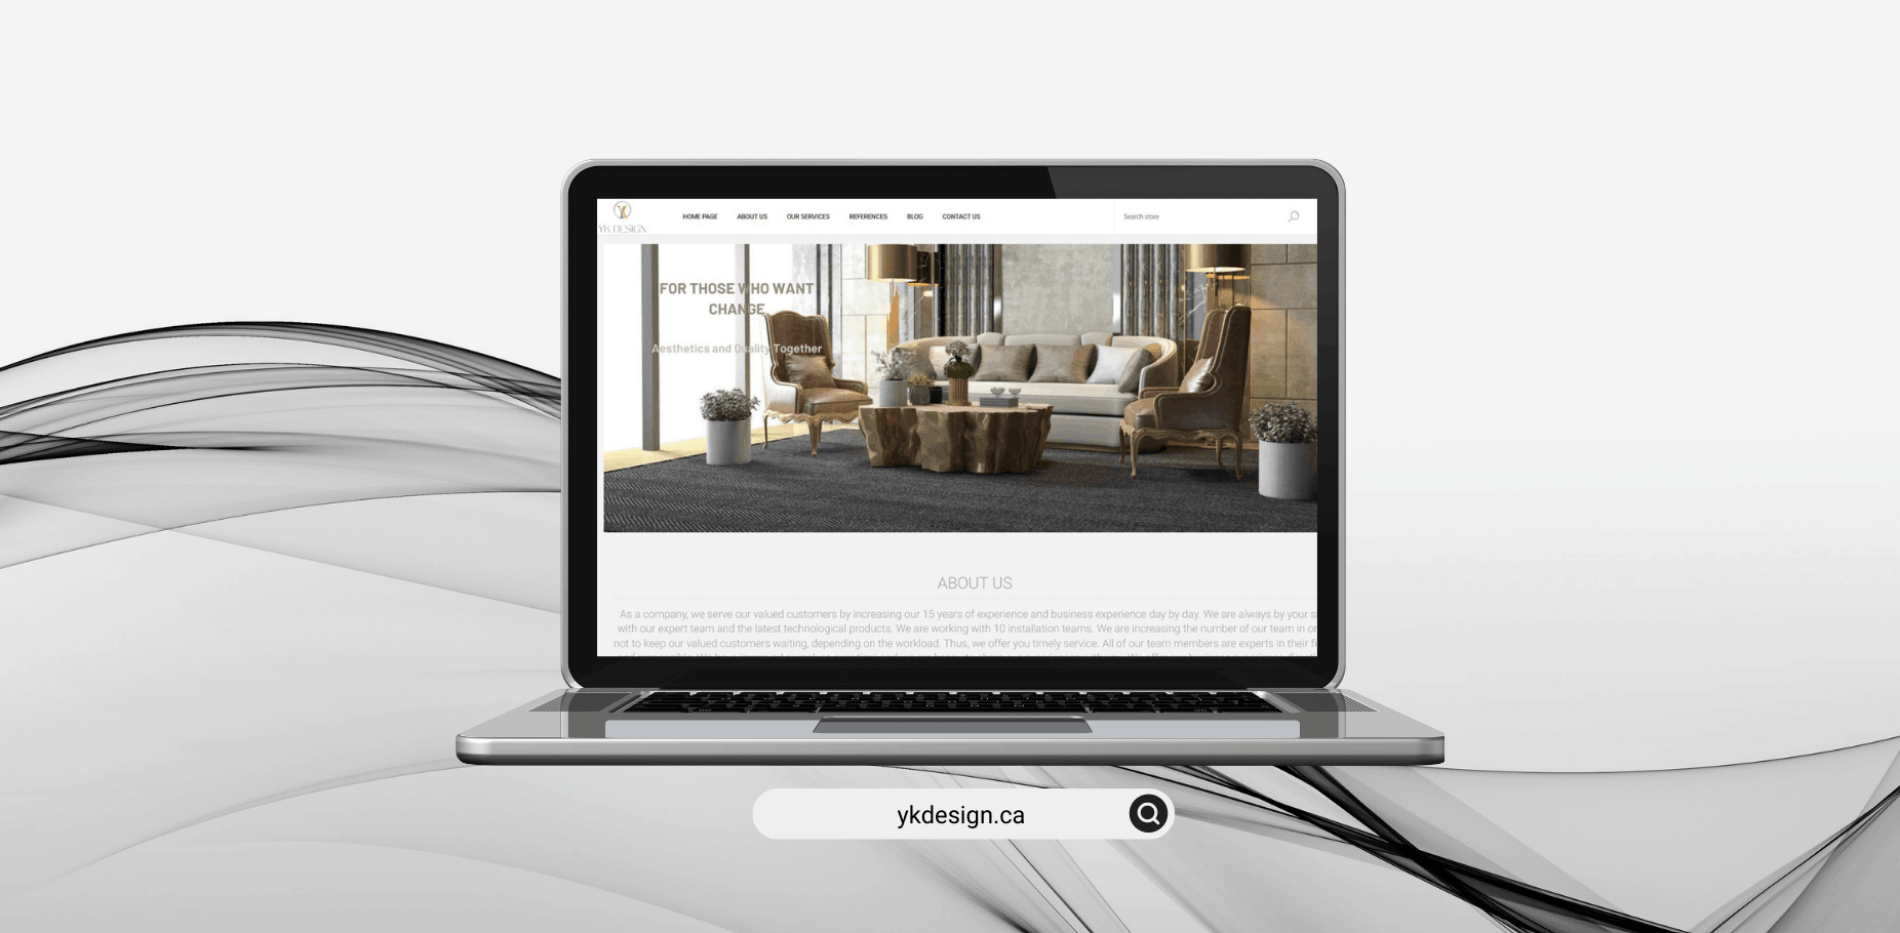 YK DESIGN
HOME PAGE ABOUT US OUR SERVICES REFERENCES BLOG CONTACT US Search store
FOR THOSE WHO WANT
CHANGE
Aesthetics and Quality Together
ABOUT US
As a company, we serve our valued customers by increasing our 15 years of experience and business experience day by day. We are always by your
with our expert team and the latest technological products. We are working with 10 installation teams. We are increasing the number of our team in
not to keep our valued customers waiting, depending on the workload. Thus, we offer you timely service. All of our team members are experts in their
ykdesign.ca